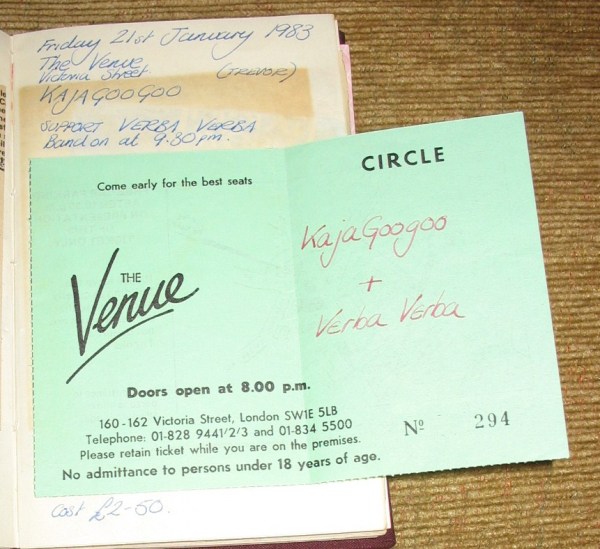 Friday 21st January 1983
The Venue
Victoria Street
(TREVOR)
KAJAGOOGOO
SUPPORT VERBA VERBA
Band on at 9.30pm.
Come early for the best seats
THE
Venue
Doors open at 8.00 p.m.
160-162 Victoria Street, London SW1E 5LB
Telephone: 01-828 9441/2/3 and 01-834 5500
Please retain ticket while you are on the premises.
No admittance to persons under 18 years of age.
CIRCLE
KajaGoogoo
+
Verba Verba
Nº 294
Cost £2-50.